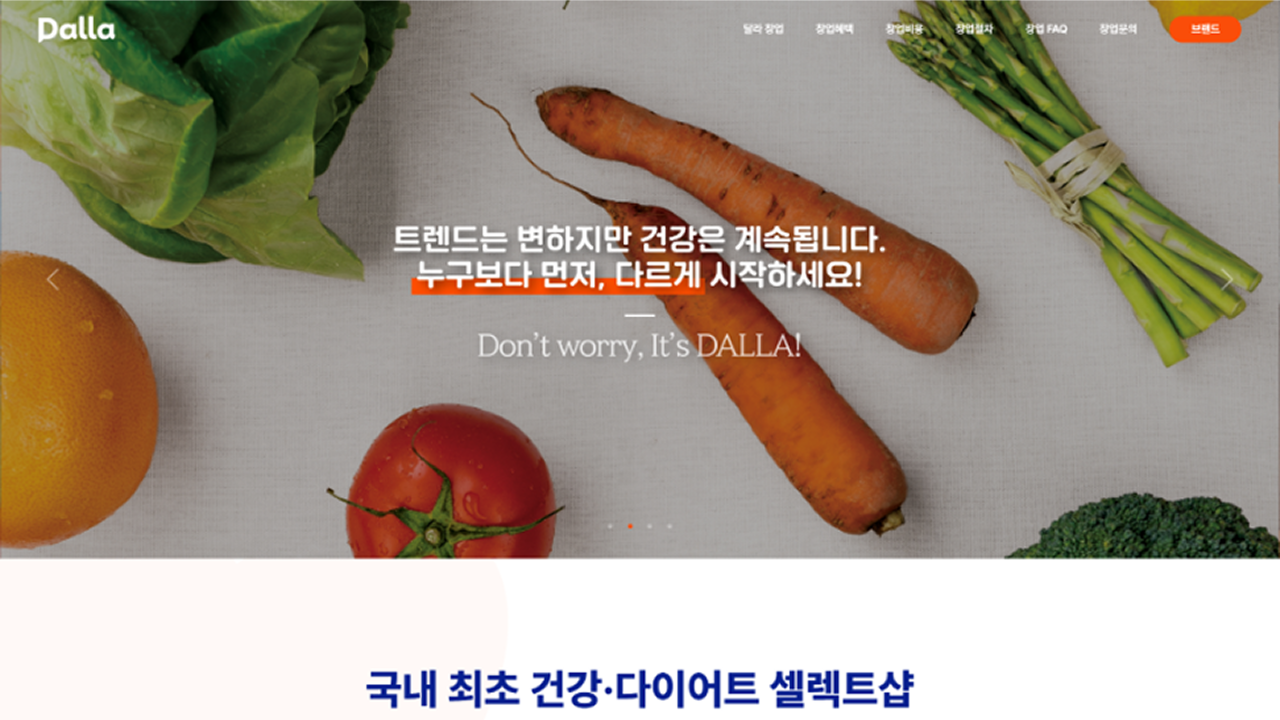 Dalla
달라 창업 창업혜택 창업비용 창업절차 창업 FAQ 창업문의 브랜드
트렌드는 변하지만 건강은 계속됩니다.
누구보다 먼저, 다르게 시작하세요!
Don't worry, It's DALLA!
국내 최초 건강·다이어트 셀렉트샵